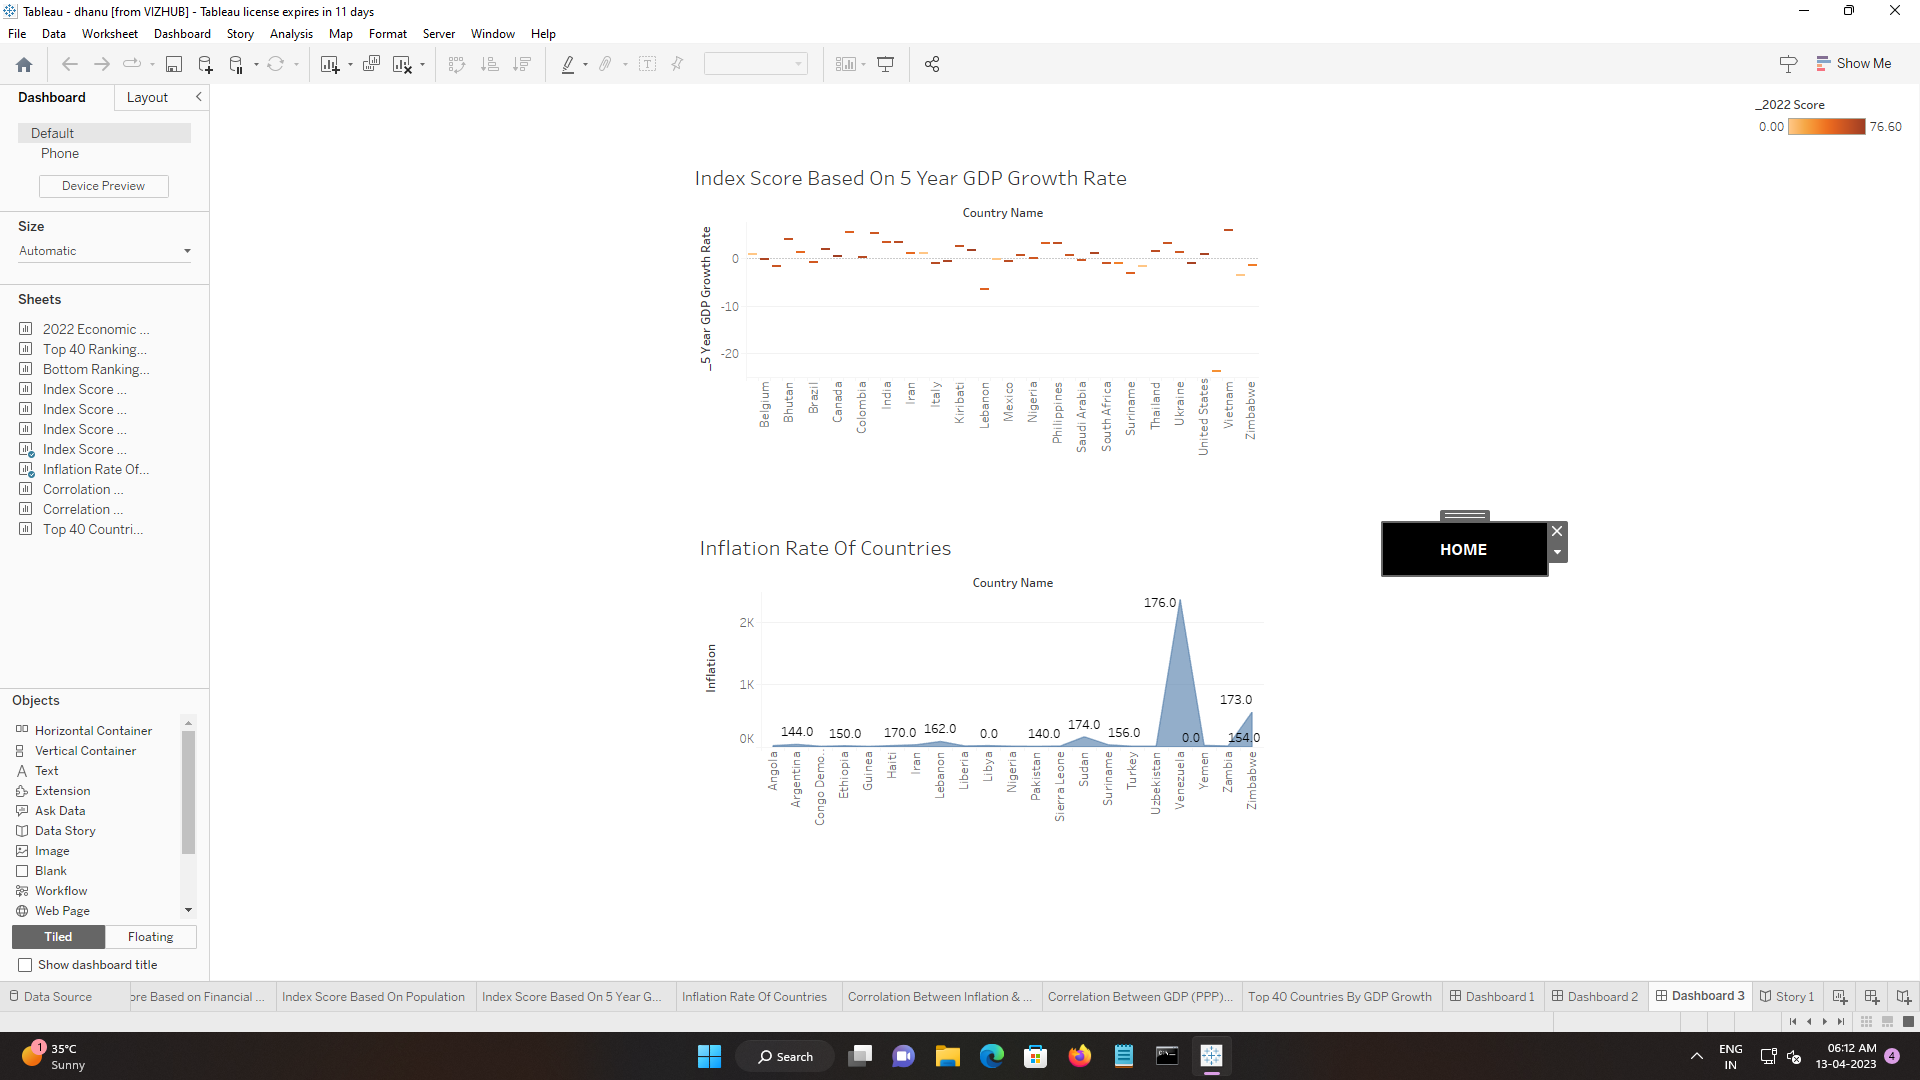 Tableau - dhanu [from VIZHUB] - Tableau license expires in 11 days
File Data Worksheet Dashboard Story Analysis Map Format Server Window Help
Show Me
Dashboard Layout
Default
Phone
Device Preview
Size
Automatic
Sheets
2022 Economic ...
Top 40 Ranking...
Bottom Ranking...
Index Score ...
Index Score ...
Index Score ...
Index Score ...
Inflation Rate Of...
Corrolation ...
Correlation ...
Top 40 Countri...
Objects
Horizontal Container
Vertical Container
Text
Extension
Ask Data
Data Story
Image
Blank
Workflow
Web Page
Tiled Floating
Show dashboard title
_2022 Score
0.00 76.60
Index Score Based On 5 Year GDP Growth Rate
Country Name
_5 Year GDP Growth Rate
0
-10
-20
Belgium Bhutan Brazil Canada Colombia India Iran Italy Kiribati Lebanon Mexico Nigeria Philippines Saudi Arabia South Africa Suriname Thailand Ukraine United States Vietnam Zimbabwe
HOME
Inflation Rate Of Countries
Country Name
Inflation
2K
1K
0K
176.0
173.0
144.0 150.0 170.0 162.0 0.0 140.0 174.0 156.0 0.0 154.0
Angola Argentina Congo Demo.. Ethiopia Guinea Haiti Iran Lebanon Liberia Libya Nigeria Pakistan Sierra Leone Sudan Suriname Turkey Uzbekistan Venezuela Yemen Zambia Zimbabwe
Data Source ore Based on Financial ... Index Score Based On Population Index Score Based On 5 Year G... Inflation Rate Of Countries Corrolation Between Inflation & ... Correlation Between GDP (PPP)... Top 40 Countries By GDP Growth Dashboard 1 Dashboard 2 Dashboard 3 Story 1
1
35°C
Sunny
Search
ENG
IN
06:12 AM
13-04-2023
4